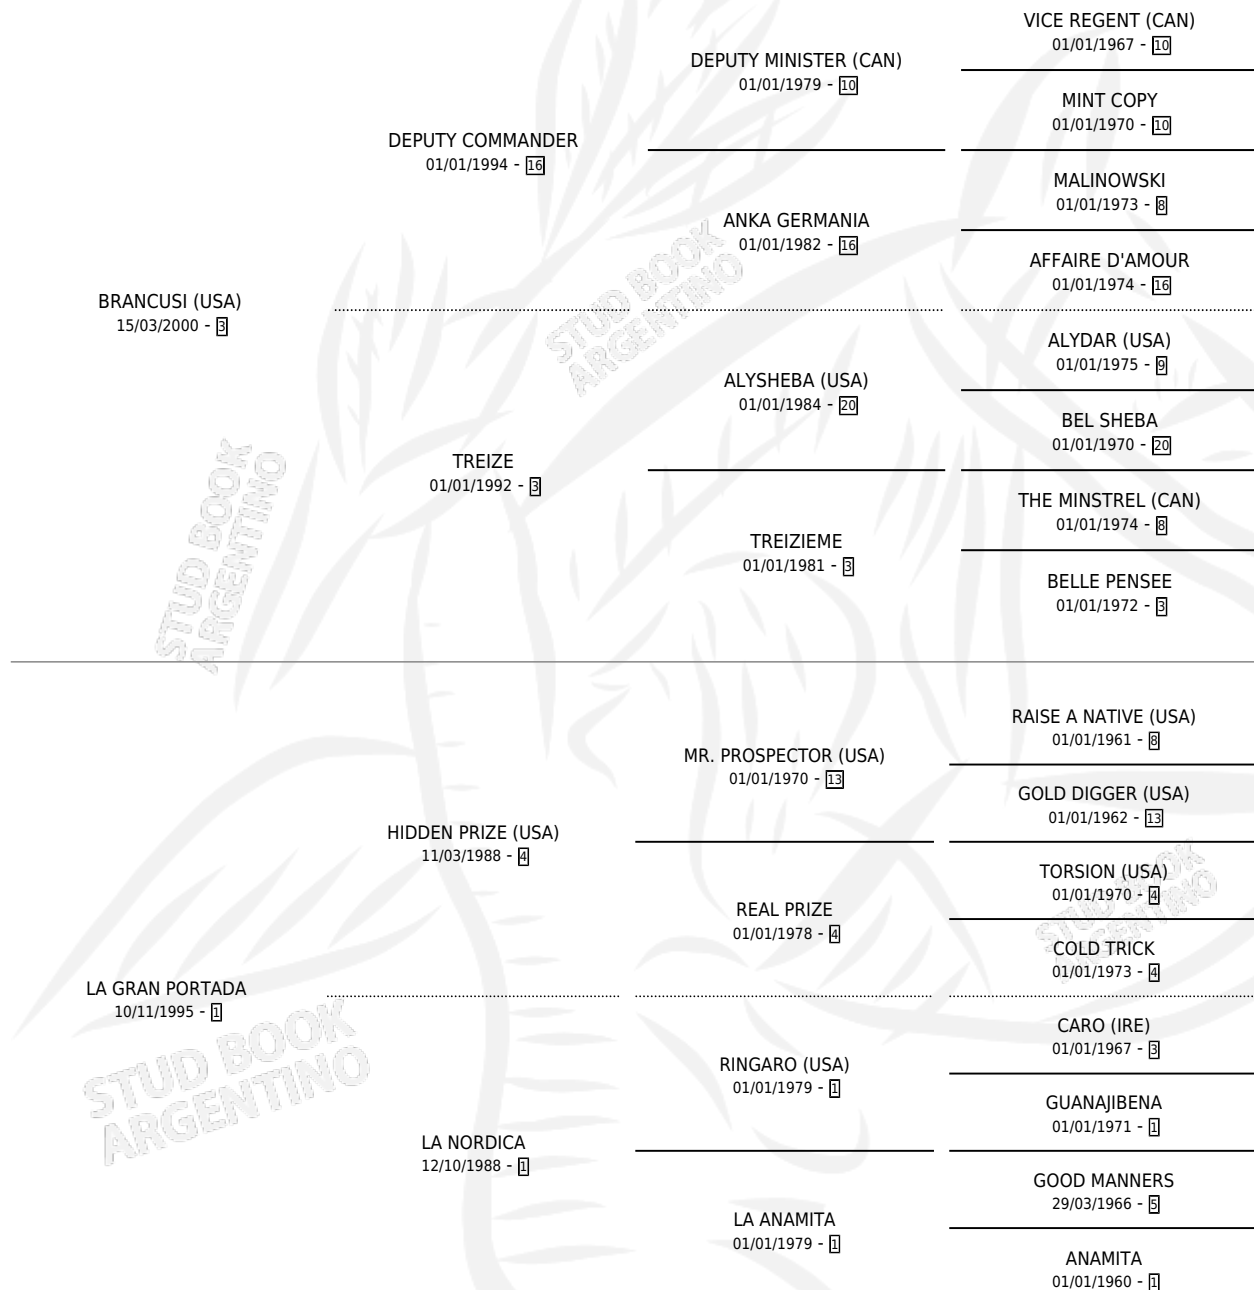 VICE REGENT (CAN)
01/01/1967 - 10
DEPUTY MINISTER (CAN)
01/01/1979 - 10
MINT COPY
01/01/1970 - 10
DEPUTY COMMANDER
01/01/1994 - 16
MALINOWSKI
01/01/1973 - 8
ANKA GERMANIA
01/01/1982 - 16
AFFAIRE D'AMOUR
01/01/1974 - 16
BRANCUSI (USA)
15/03/2000 - 3
ALYDAR (USA)
01/01/1975 - 9
ALYSHEBA (USA)
01/01/1984 - 20
BEL SHEBA
01/01/1970 - 20
TREIZE
01/01/1992 - 3
THE MINSTREL (CAN)
01/01/1974 - 8
TREIZIEME
01/01/1981 - 3
BELLE PENSEE
01/01/1972 - 3
RAISE A NATIVE (USA)
01/01/1961 - 8
MR. PROSPECTOR (USA)
01/01/1970 - 13
GOLD DIGGER (USA)
01/01/1962 - 13
HIDDEN PRIZE (USA)
11/03/1988 - 4
TORSION (USA)
01/01/1970 - 4
REAL PRIZE
01/01/1978 - 4
COLD TRICK
01/01/1973 - 4
LA GRAN PORTADA
10/11/1995 - 1
CARO (IRE)
01/01/1967 - 3
RINGARO (USA)
01/01/1979 - 1
GUANAJIBENA
01/01/1971 - 1
LA NORDICA
12/10/1988 - 1
GOOD MANNERS
29/03/1966 - 5
LA ANAMITA
01/01/1979 - 1
ANAMITA
01/01/1960 - 1
STUD BOOK
ARGENTINO
STUD BOOK
ARGENTINO
STUD BOOK
ARGENTINO
STUD BOOK
ARGENTINO